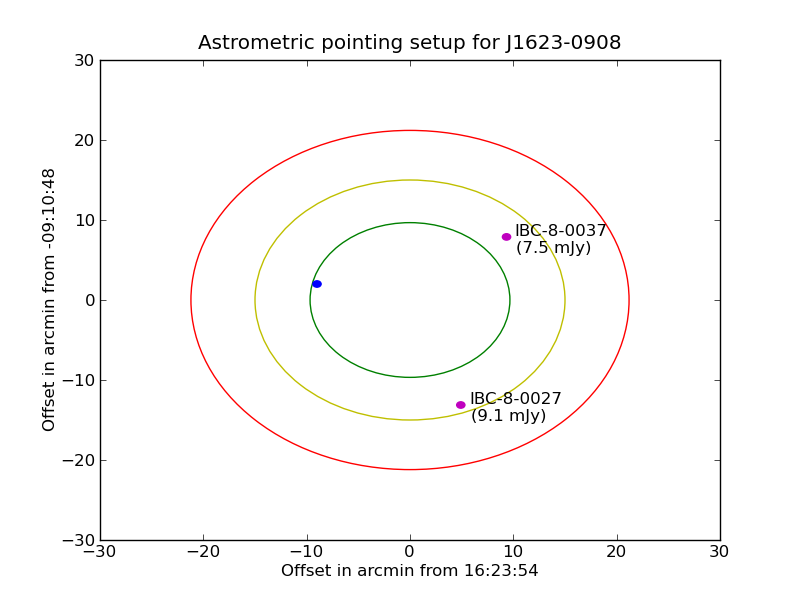 Astrometric pointing setup for J1623-0908
30
20
10
0
−10
−20
−30
Offset in arcmin from -09:10:48
IBC-8-0037
(7.5 mJy)
IBC-8-0027
(9.1 mJy)
−30
−20
−10
0
10
20
30
Offset in arcmin from 16:23:54